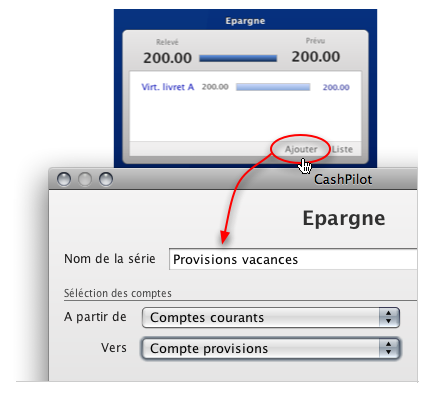 Epargne
Relevé Prévu
200.00 200.00
Virt. livret A 200.00 200.00
Ajouter Liste
CashPilot
Epargne
Nom de la série Provisions vacances
Séléction des comptes
A partir de Comptes courants
Vers Compte provisions